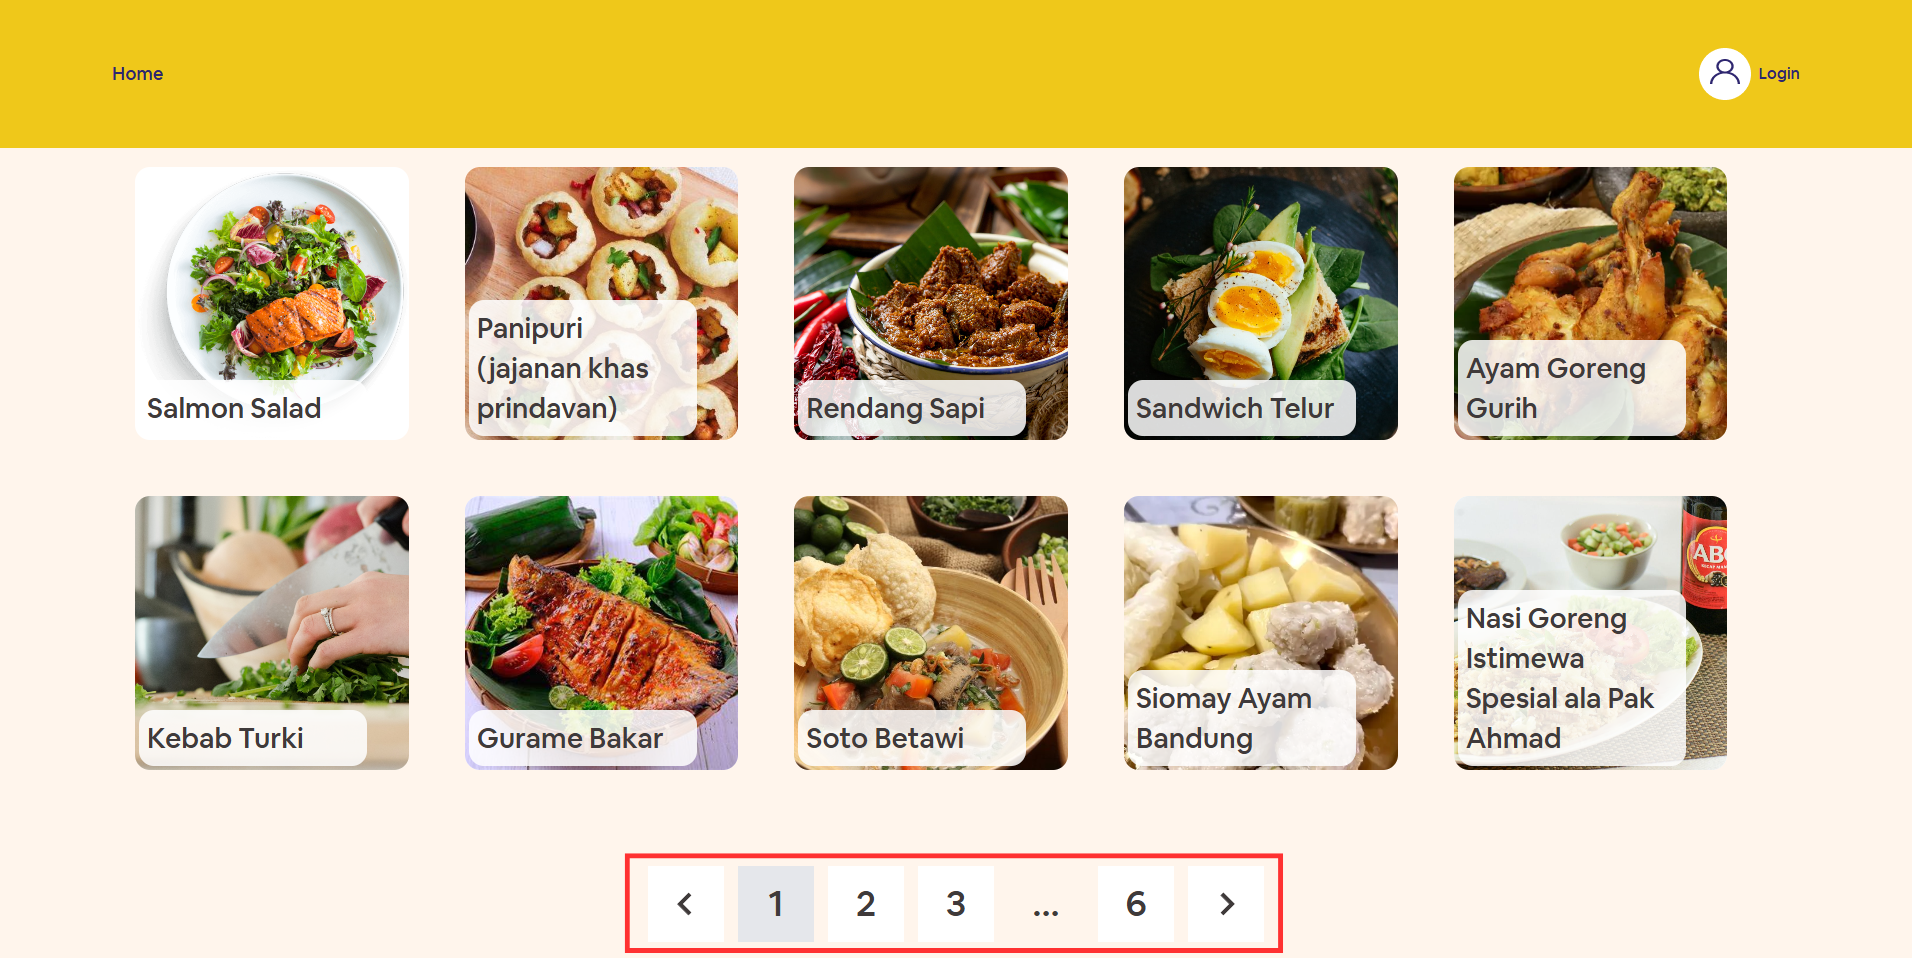 Home
Login
Salmon Salad
Panipuri
(jajanan khas
prindavan)
Rendang Sapi
Sandwich Telur
Ayam Goreng
Gurih
Kebab Turki
Gurame Bakar
Soto Betawi
Siomay Ayam
Bandung
ABC
Nasi Goreng
Istimewa
Spesial ala Pak
Ahmad
1
2
3
...
6